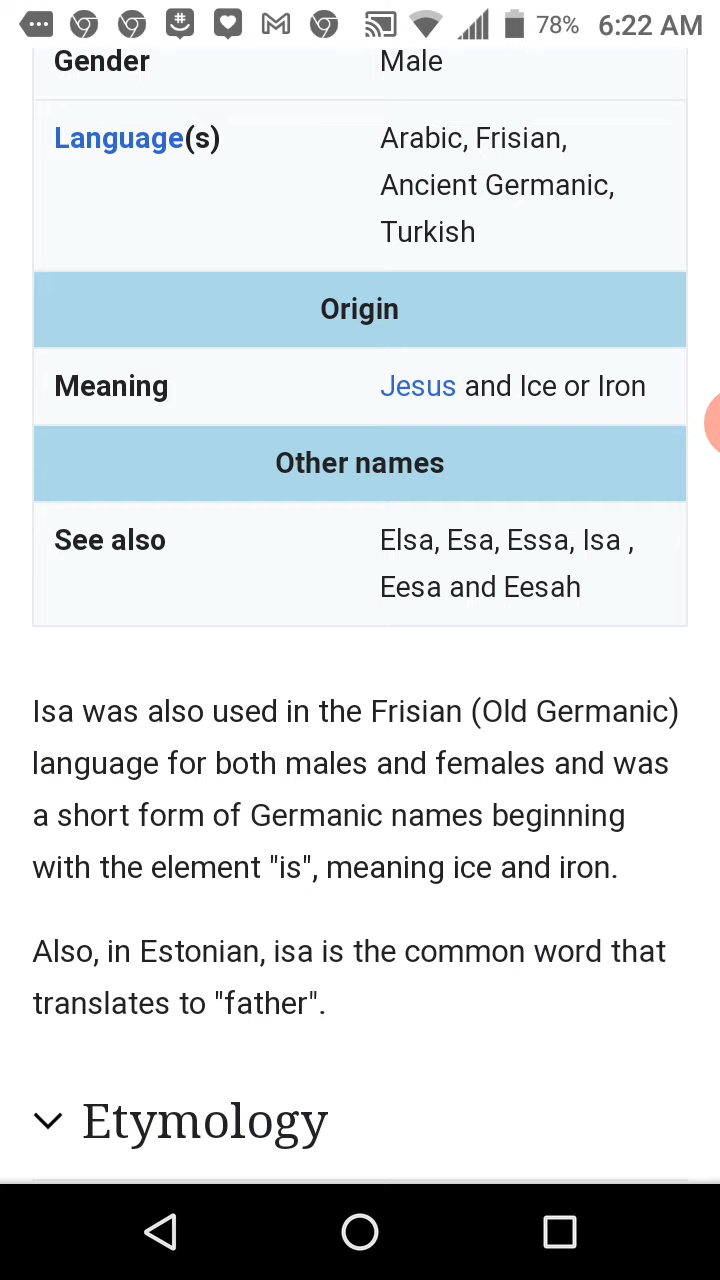 78% 6:22 AM
Gender Male
Language(s) Arabic, Frisian,
Ancient Germanic,
Turkish
Origin
Meaning Jesus and Ice or Iron
Other names
See also Elsa, Esa, Essa, Isa ,
Eesa and Eesah
Isa was also used in the Frisian (Old Germanic)
language for both males and females and was
a short form of Germanic names beginning
with the element "is", meaning ice and iron.
Also, in Estonian, isa is the common word that
translates to "father".
Etymology